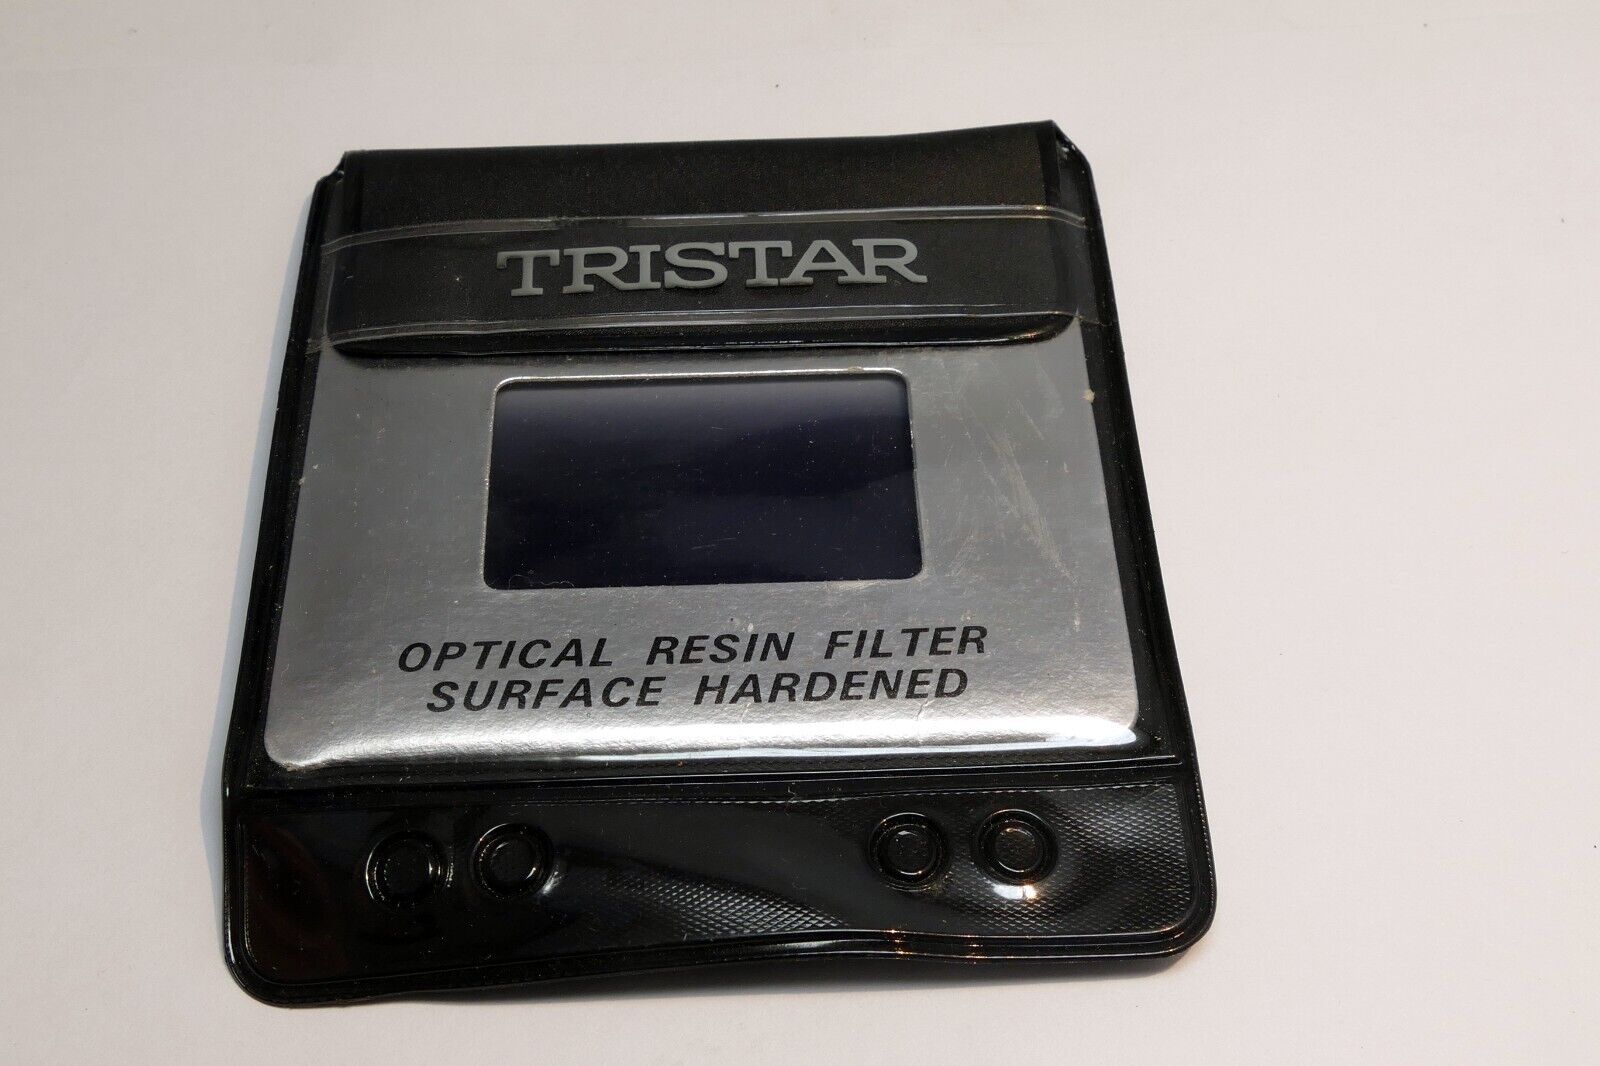 TRISTAR
OPTICAL RESIN FILTER
SURFACE HARDENED